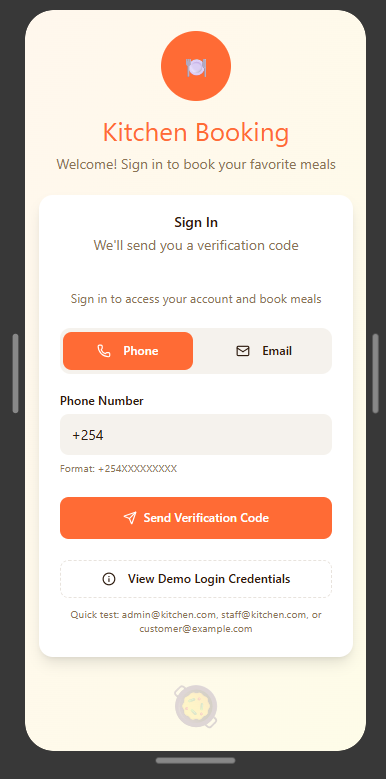 Kitchen Booking
Welcome! Sign in to book your favorite meals
Sign In
We'll send you a verification code
Sign in to access your account and book meals
Phone
Email
Phone Number
+254
Format: +254XXXXXXXXX
Send Verification Code
View Demo Login Credentials
Quick test: admin@kitchen.com, staff@kitchen.com, or
customer@example.com